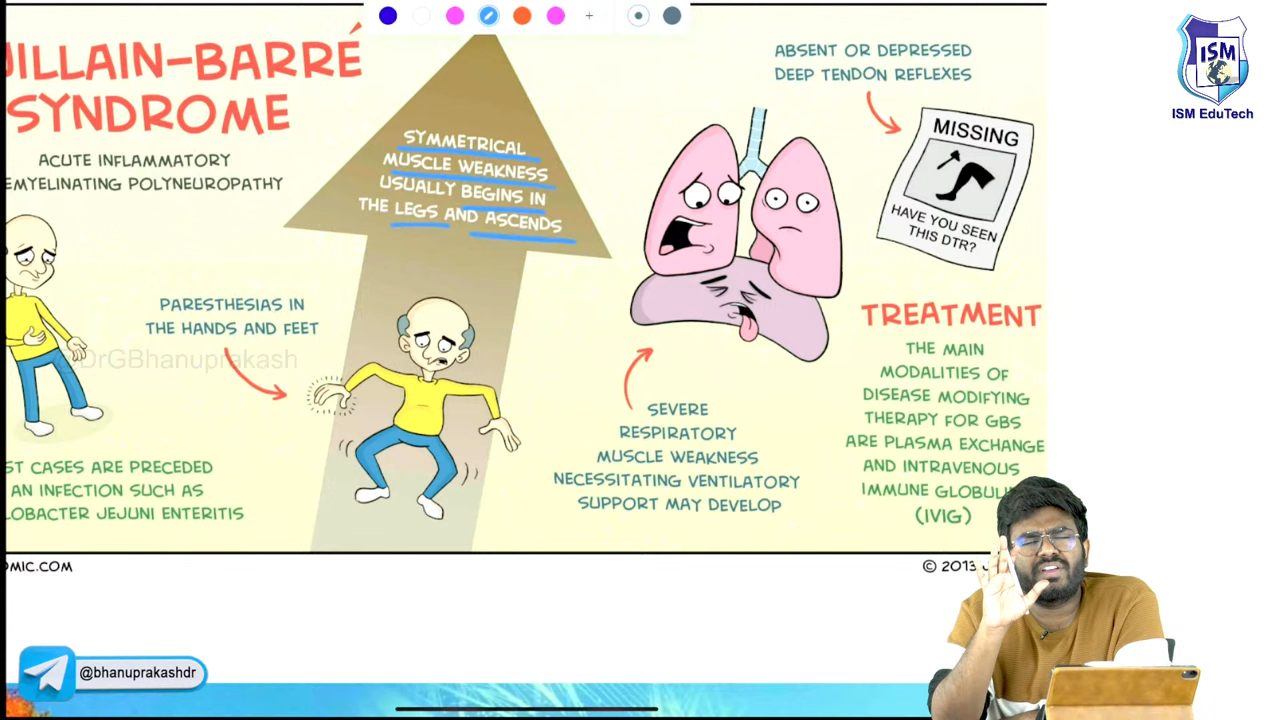 UILLAIN-BARRÉ
SYNDROME
ACUTE INFLAMMATORY
EMYELINATING POLYNEUROPATHY
SYMMETRICAL
MUSCLE WEAKNESS
USUALLY BEGINS IN
THE LEGS AND ASCENDS
ABSENT OR DEPRESSED
DEEP TENDON REFLEXES
MISSING
HAVE YOU SEEN
THIS DTR?
ISM
ISM EduTech
PARESTHESIAS IN
THE HANDS AND FEET
@DrGBhanuprakash
ST CASES ARE PRECEDED
AN INFECTION SUCH AS
LOBACTER JEJUNI ENTERITIS
SEVERE
RESPIRATORY
MUSCLE WEAKNESS
NECESSITATING VENTILATORY
SUPPORT MAY DEVELOP
TREATMENT
THE MAIN
MODALITIES OF
DISEASE MODIFYING
THERAPY FOR GBS
ARE PLASMA EXCHANGE
AND INTRAVENOUS
IMMUNE GLOBULI
(IVIG)
OMIC.COM
© 2013
@bhanuprakashdr